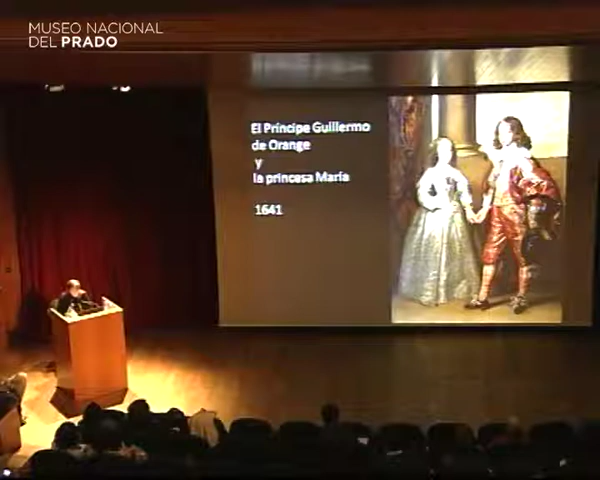 MUSEO NACIONAL
DEL PRADO
El Príncipe Guillermo
de Orange
y
la princesa María
1641